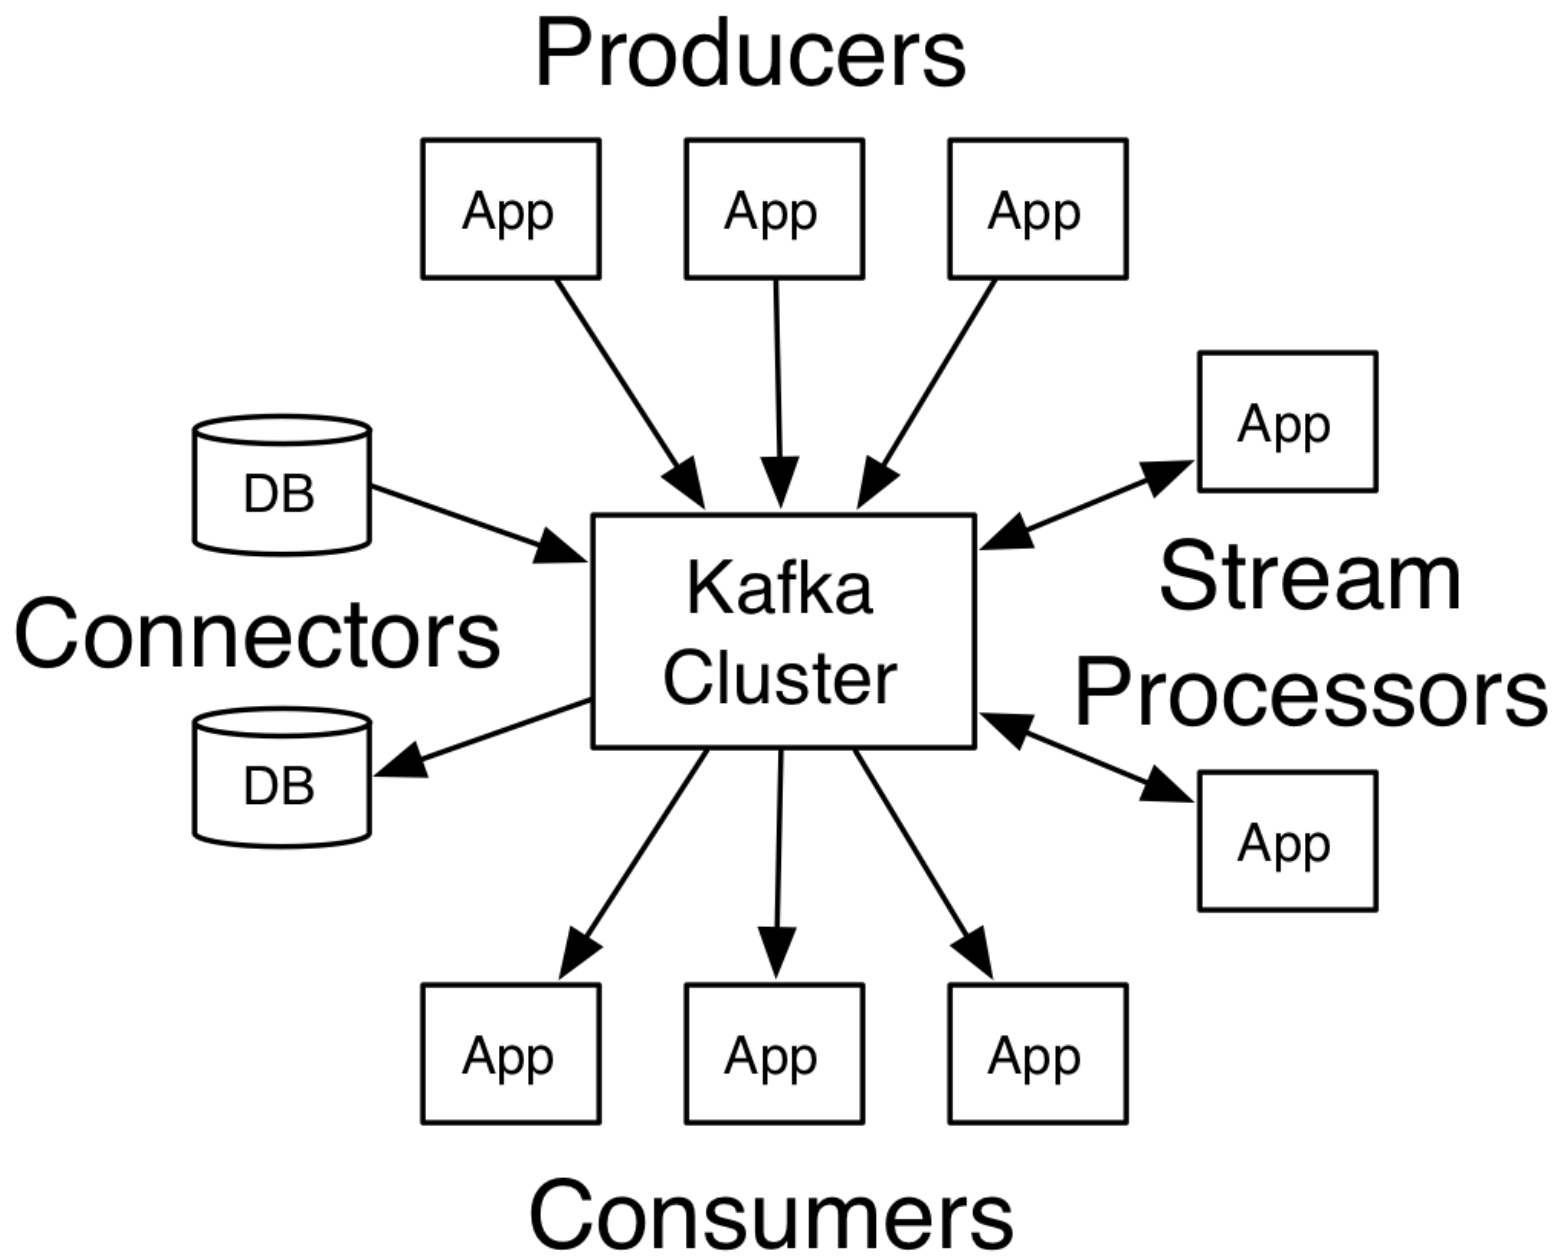 Producers
App
App
App
App
DB
Kafka
Cluster
Stream
Processors
Connectors
DB
App
App
App
App
Consumers